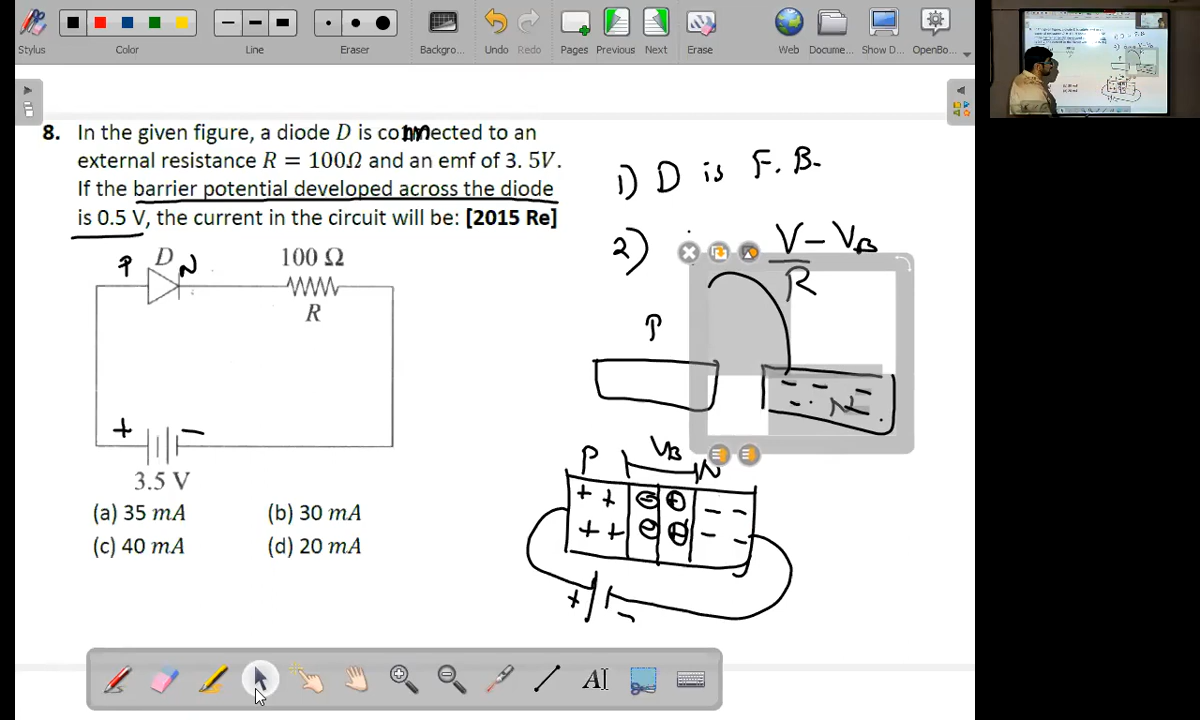 Stylus
Color
Line
Eraser
Backgro...
Undo
Redo
Pages
Previous
Next
Erase
Web
Docume...
Show D...
OpenBo...
8. In the given figure, a diode D is connected to an
external resistance R = 100Ω and an emf of 3. 5V.
If the barrier potential developed across the diode
is 0.5 V, the current in the circuit will be: [2015 Re]
P D N 100 Ω
R
+ −
3.5 V
(a) 35 mA (b) 30 mA
(c) 40 mA (d) 20 mA
1) D is F.B.
2) V − VB
R
P
N
P VB N
+ −
AI